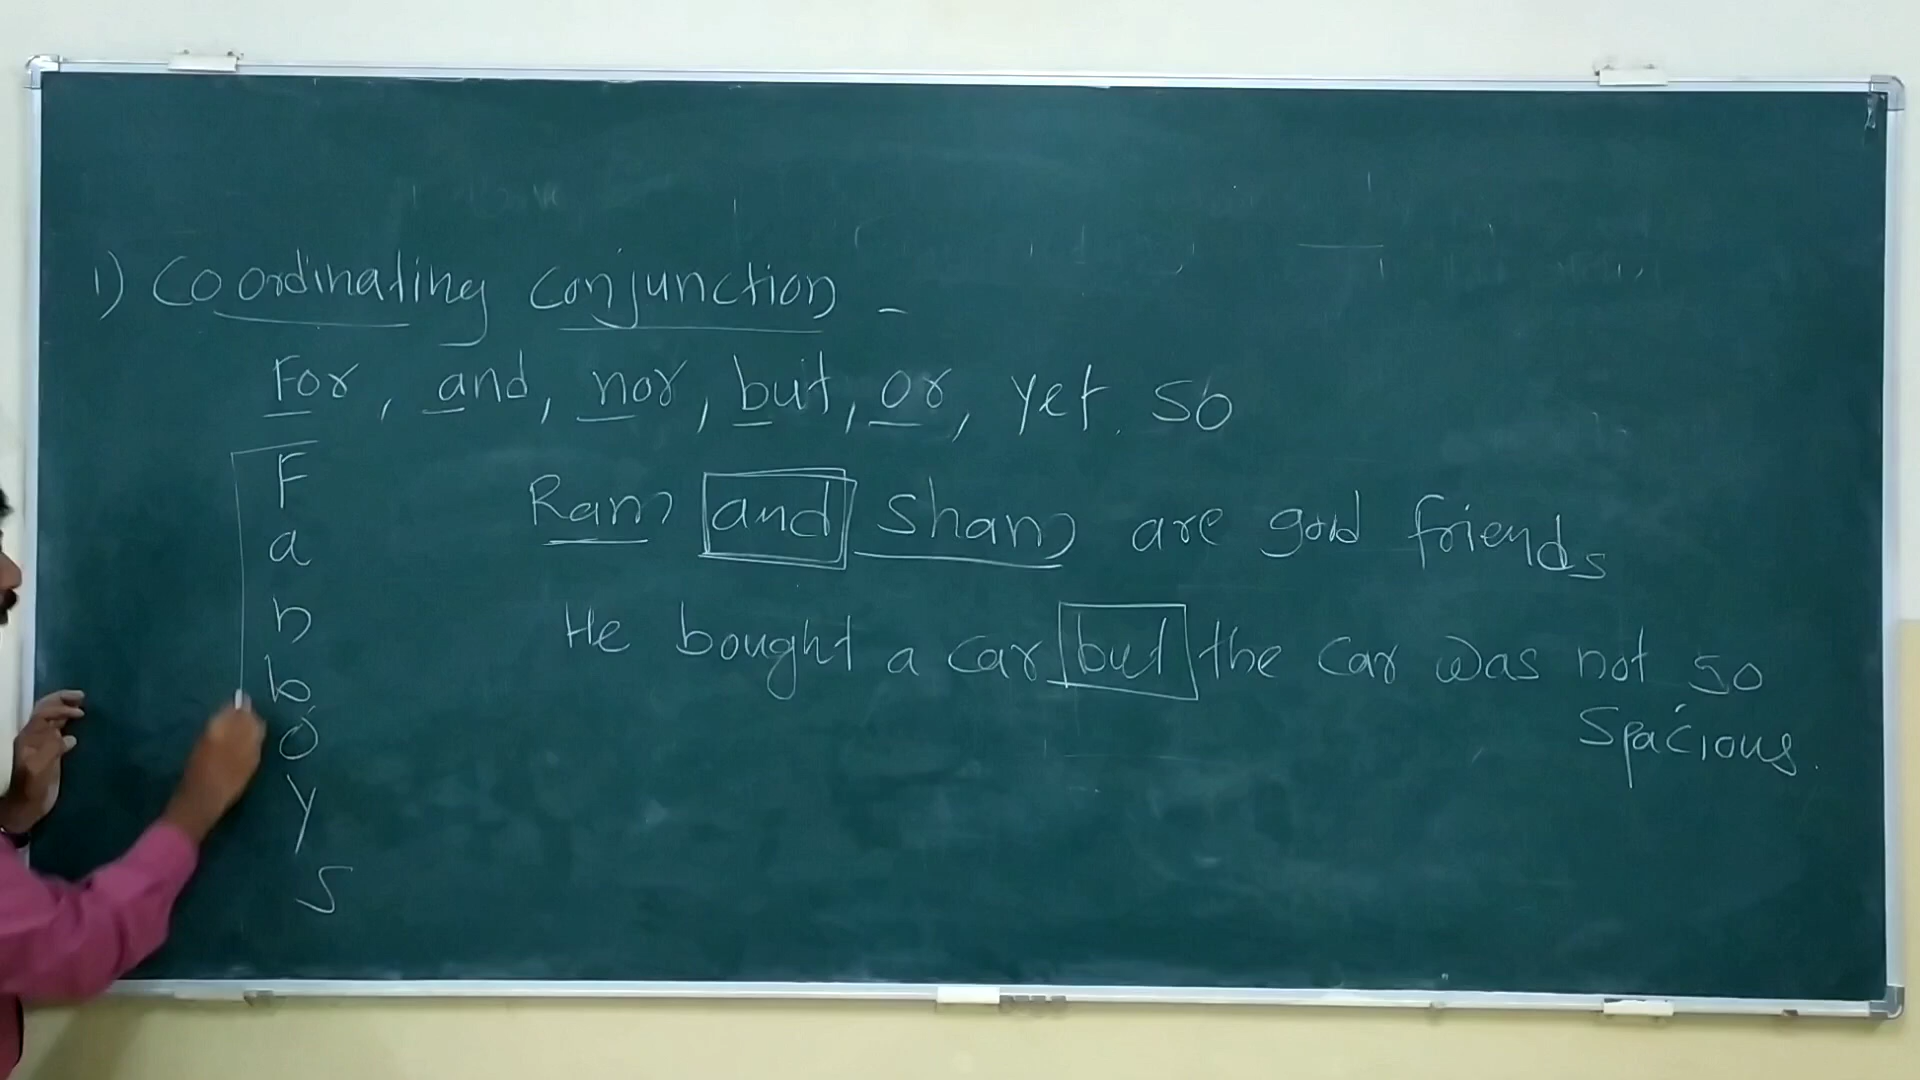 1) Coordinating Conjunction -
For, and, nor, but, or, yet. so
F
a
n
b
o
y
s
Ram and Sham are good friends
He bought a car but the car was not so
spacious.